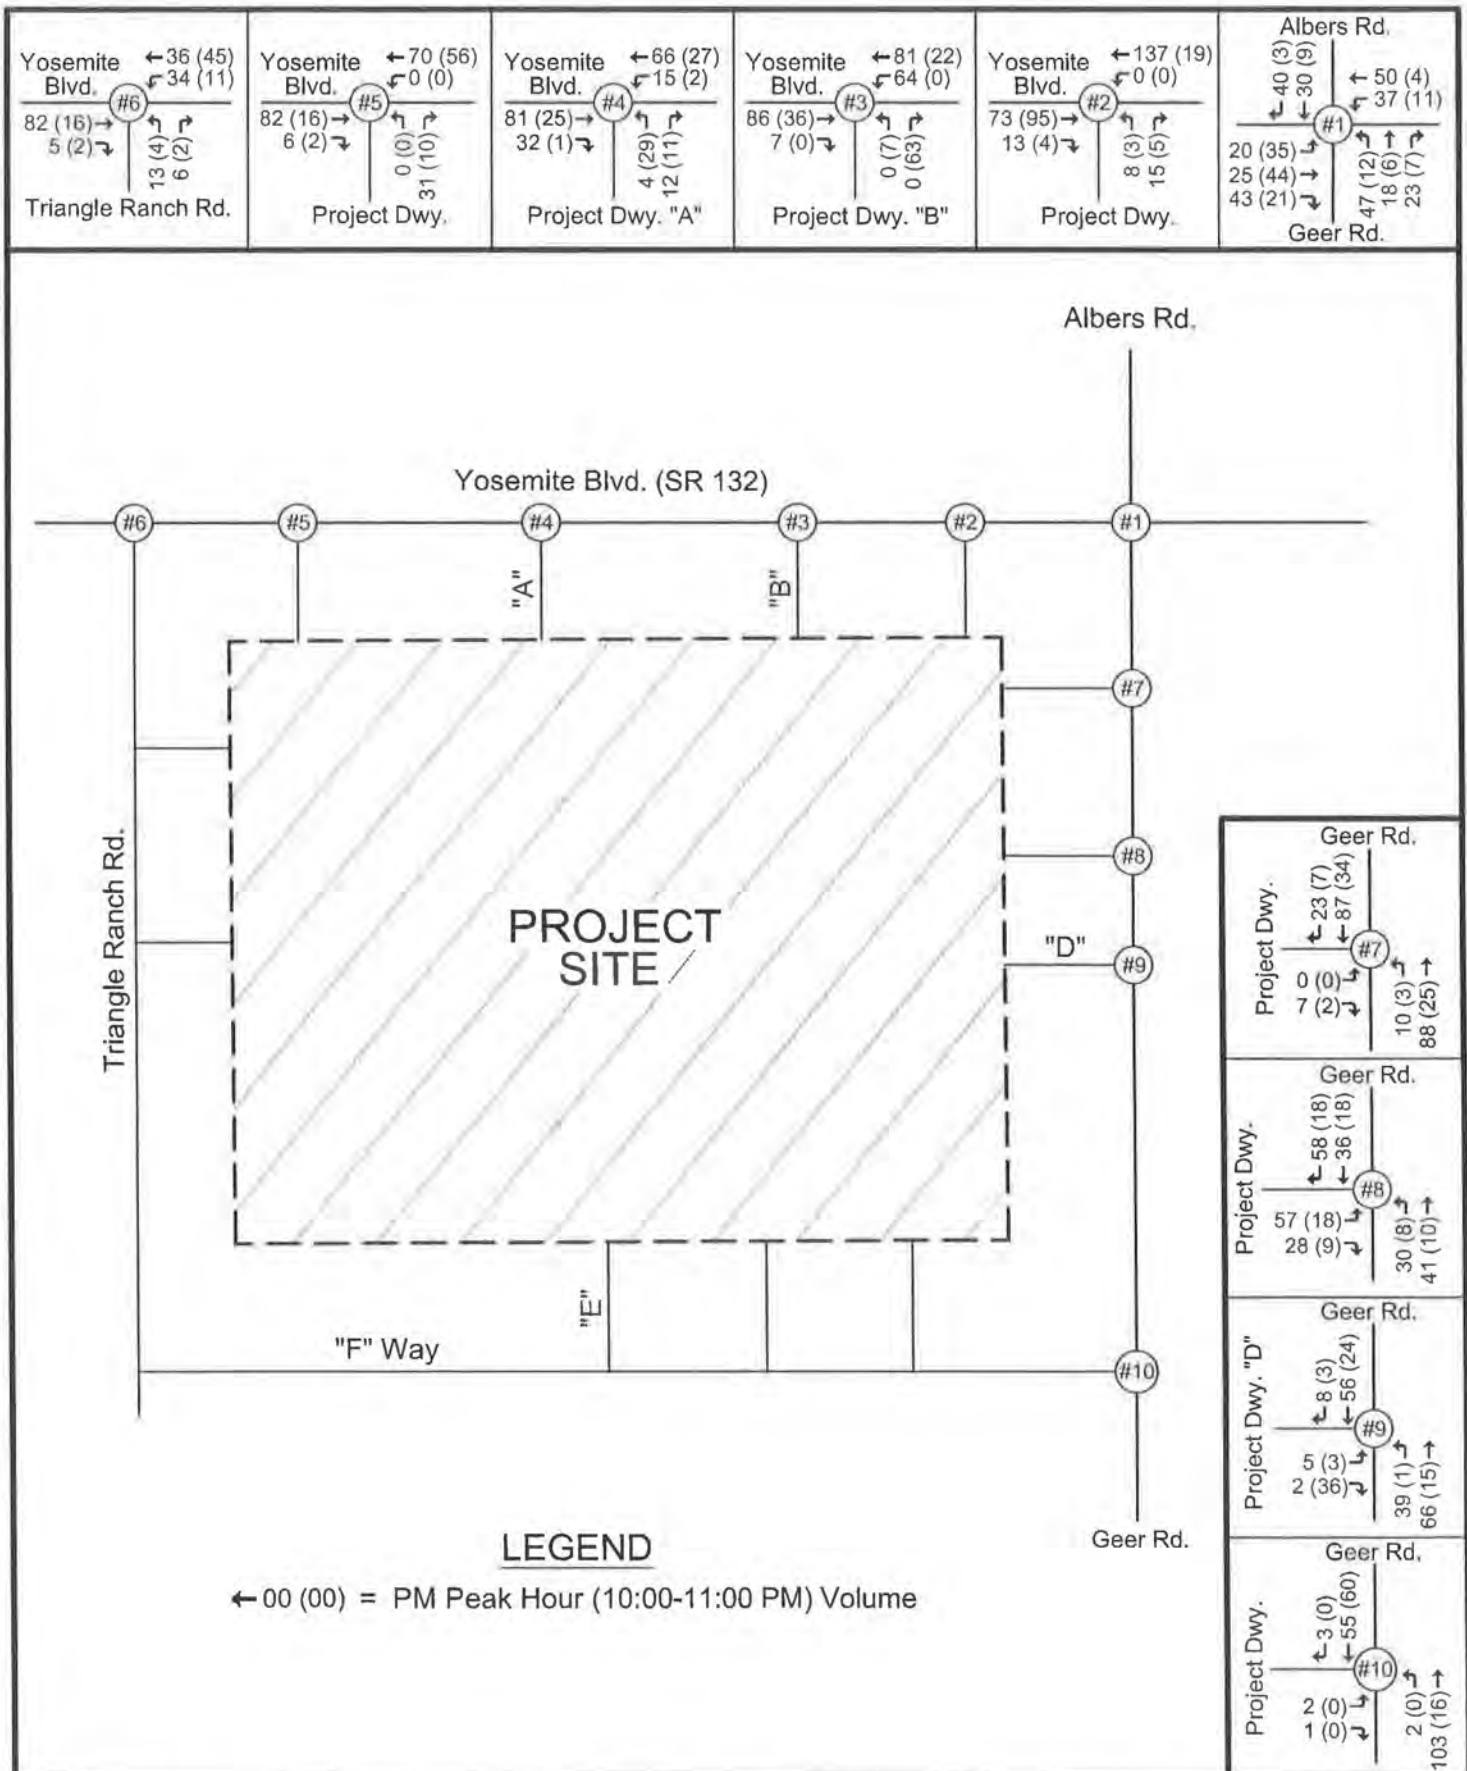 Yosemite
Blvd.
←36 (45)
34 (11)
#6
82 (16)→
5 (2)
13 (4)
6 (2)
Triangle Ranch Rd.
Yosemite
Blvd.
←70 (56)
0 (0)
#5
82 (16)→
6 (2)
0 (0)
31 (10)
Project Dwy.
Yosemite
Blvd.
←66 (27)
15 (2)
#4
81 (25)→
32 (1)
4 (29)
12 (11)
Project Dwy. "A"
Yosemite
Blvd.
←81 (22)
64 (0)
#3
86 (36)→
7 (0)
0 (7)
0 (63)
Project Dwy. "B"
Yosemite
Blvd.
←137 (19)
0 (0)
#2
73 (95)→
13 (4)
8 (3)
15 (5)
Project Dwy.
Albers Rd.
40 (3)
30 (9)
← 50 (4)
37 (11)
#1
20 (35)
25 (44)→
43 (21)
47 (12)
18 (6)→
23 (7)
Geer Rd.
Albers Rd.
Yosemite Blvd. (SR 132)
#6
#5
#4
#3
#2
#1
"A"
"B"
#7
#8
Triangle Ranch Rd.
PROJECT
SITE
"D"
#9
"E"
"F" Way
#10
Geer Rd.
LEGEND
←00 (00) = PM Peak Hour (10:00-11:00 PM) Volume
Geer Rd.
Project Dwy.
23 (7)
←87 (34)
#7
0 (0)
7 (2)
10 (3)
88 (25)→
Geer Rd.
Project Dwy.
58 (18)
←36 (18)
#8
57 (18)
28 (9)
30 (8)
41 (10)→
Geer Rd.
Project Dwy. "D"
8 (3)
←56 (24)
#9
5 (3)
2 (36)
39 (1)
66 (15)→
Geer Rd.
Project Dwy.
3 (0)
←55 (60)
#10
2 (0)
1 (0)
2 (0)
103 (16)→